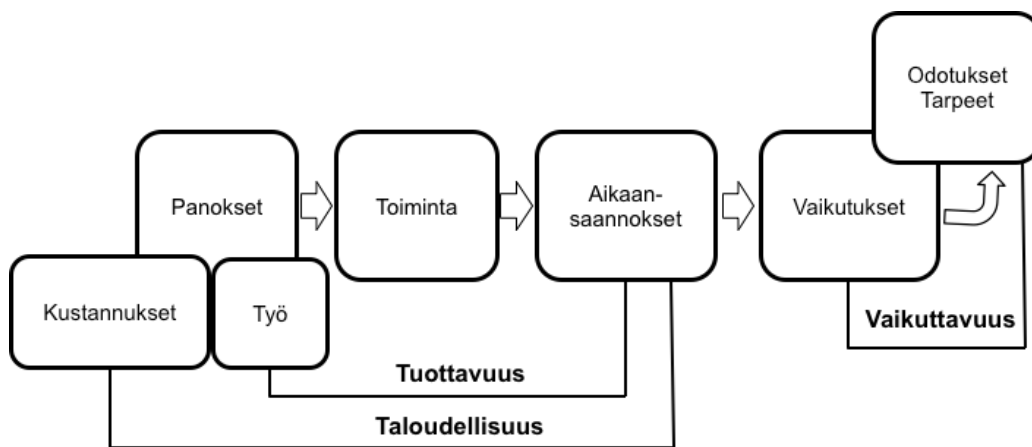 Odotukset
Tarpeet
Panokset
Toiminta
Aikaan-
saannokset
Vaikutukset
Kustannukset
Työ
Vaikuttavuus
Tuottavuus
Taloudellisuus